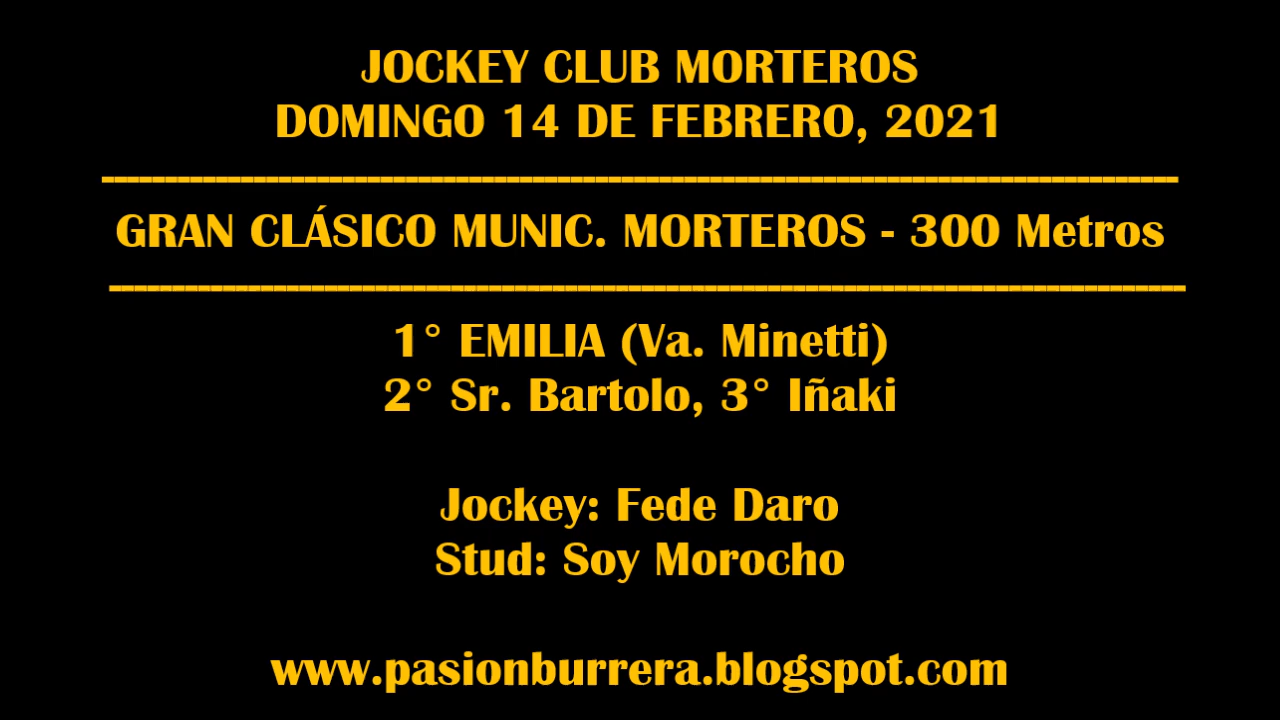 JOCKEY CLUB MORTEROS
DOMINGO 14 DE FEBRERO, 2021
GRAN CLÁSICO MUNIC. MORTEROS - 300 Metros
1° EMILIA (Va. Minetti)
2° Sr. Bartolo, 3° Iñaki
Jockey: Fede Daro
Stud: Soy Morocho
www.pasionburrera.blogspot.com